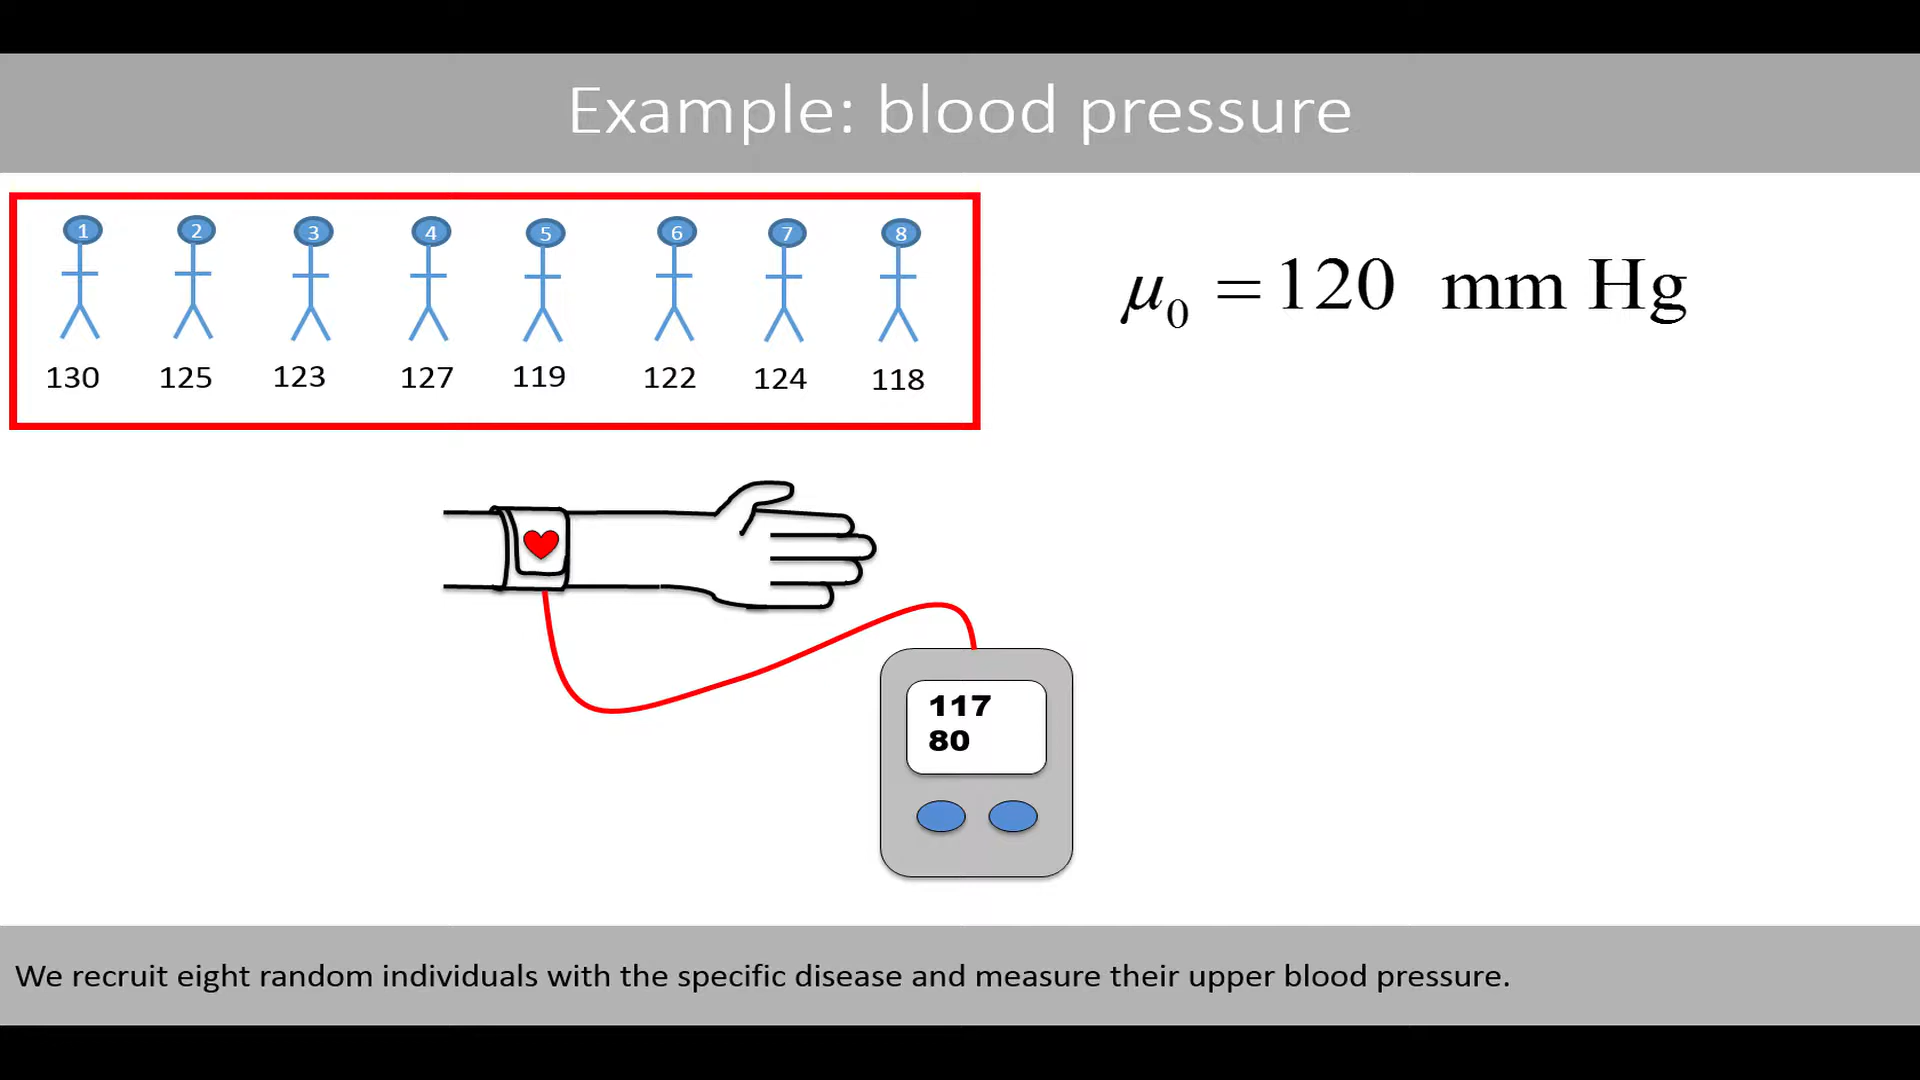 Example: blood pressure
1 2 3 4 5 6 7 8
130 125 123 127 119 122 124 118
μ₀ = 120 mm Hg
117
80
We recruit eight random individuals with the specific disease and measure their upper blood pressure.